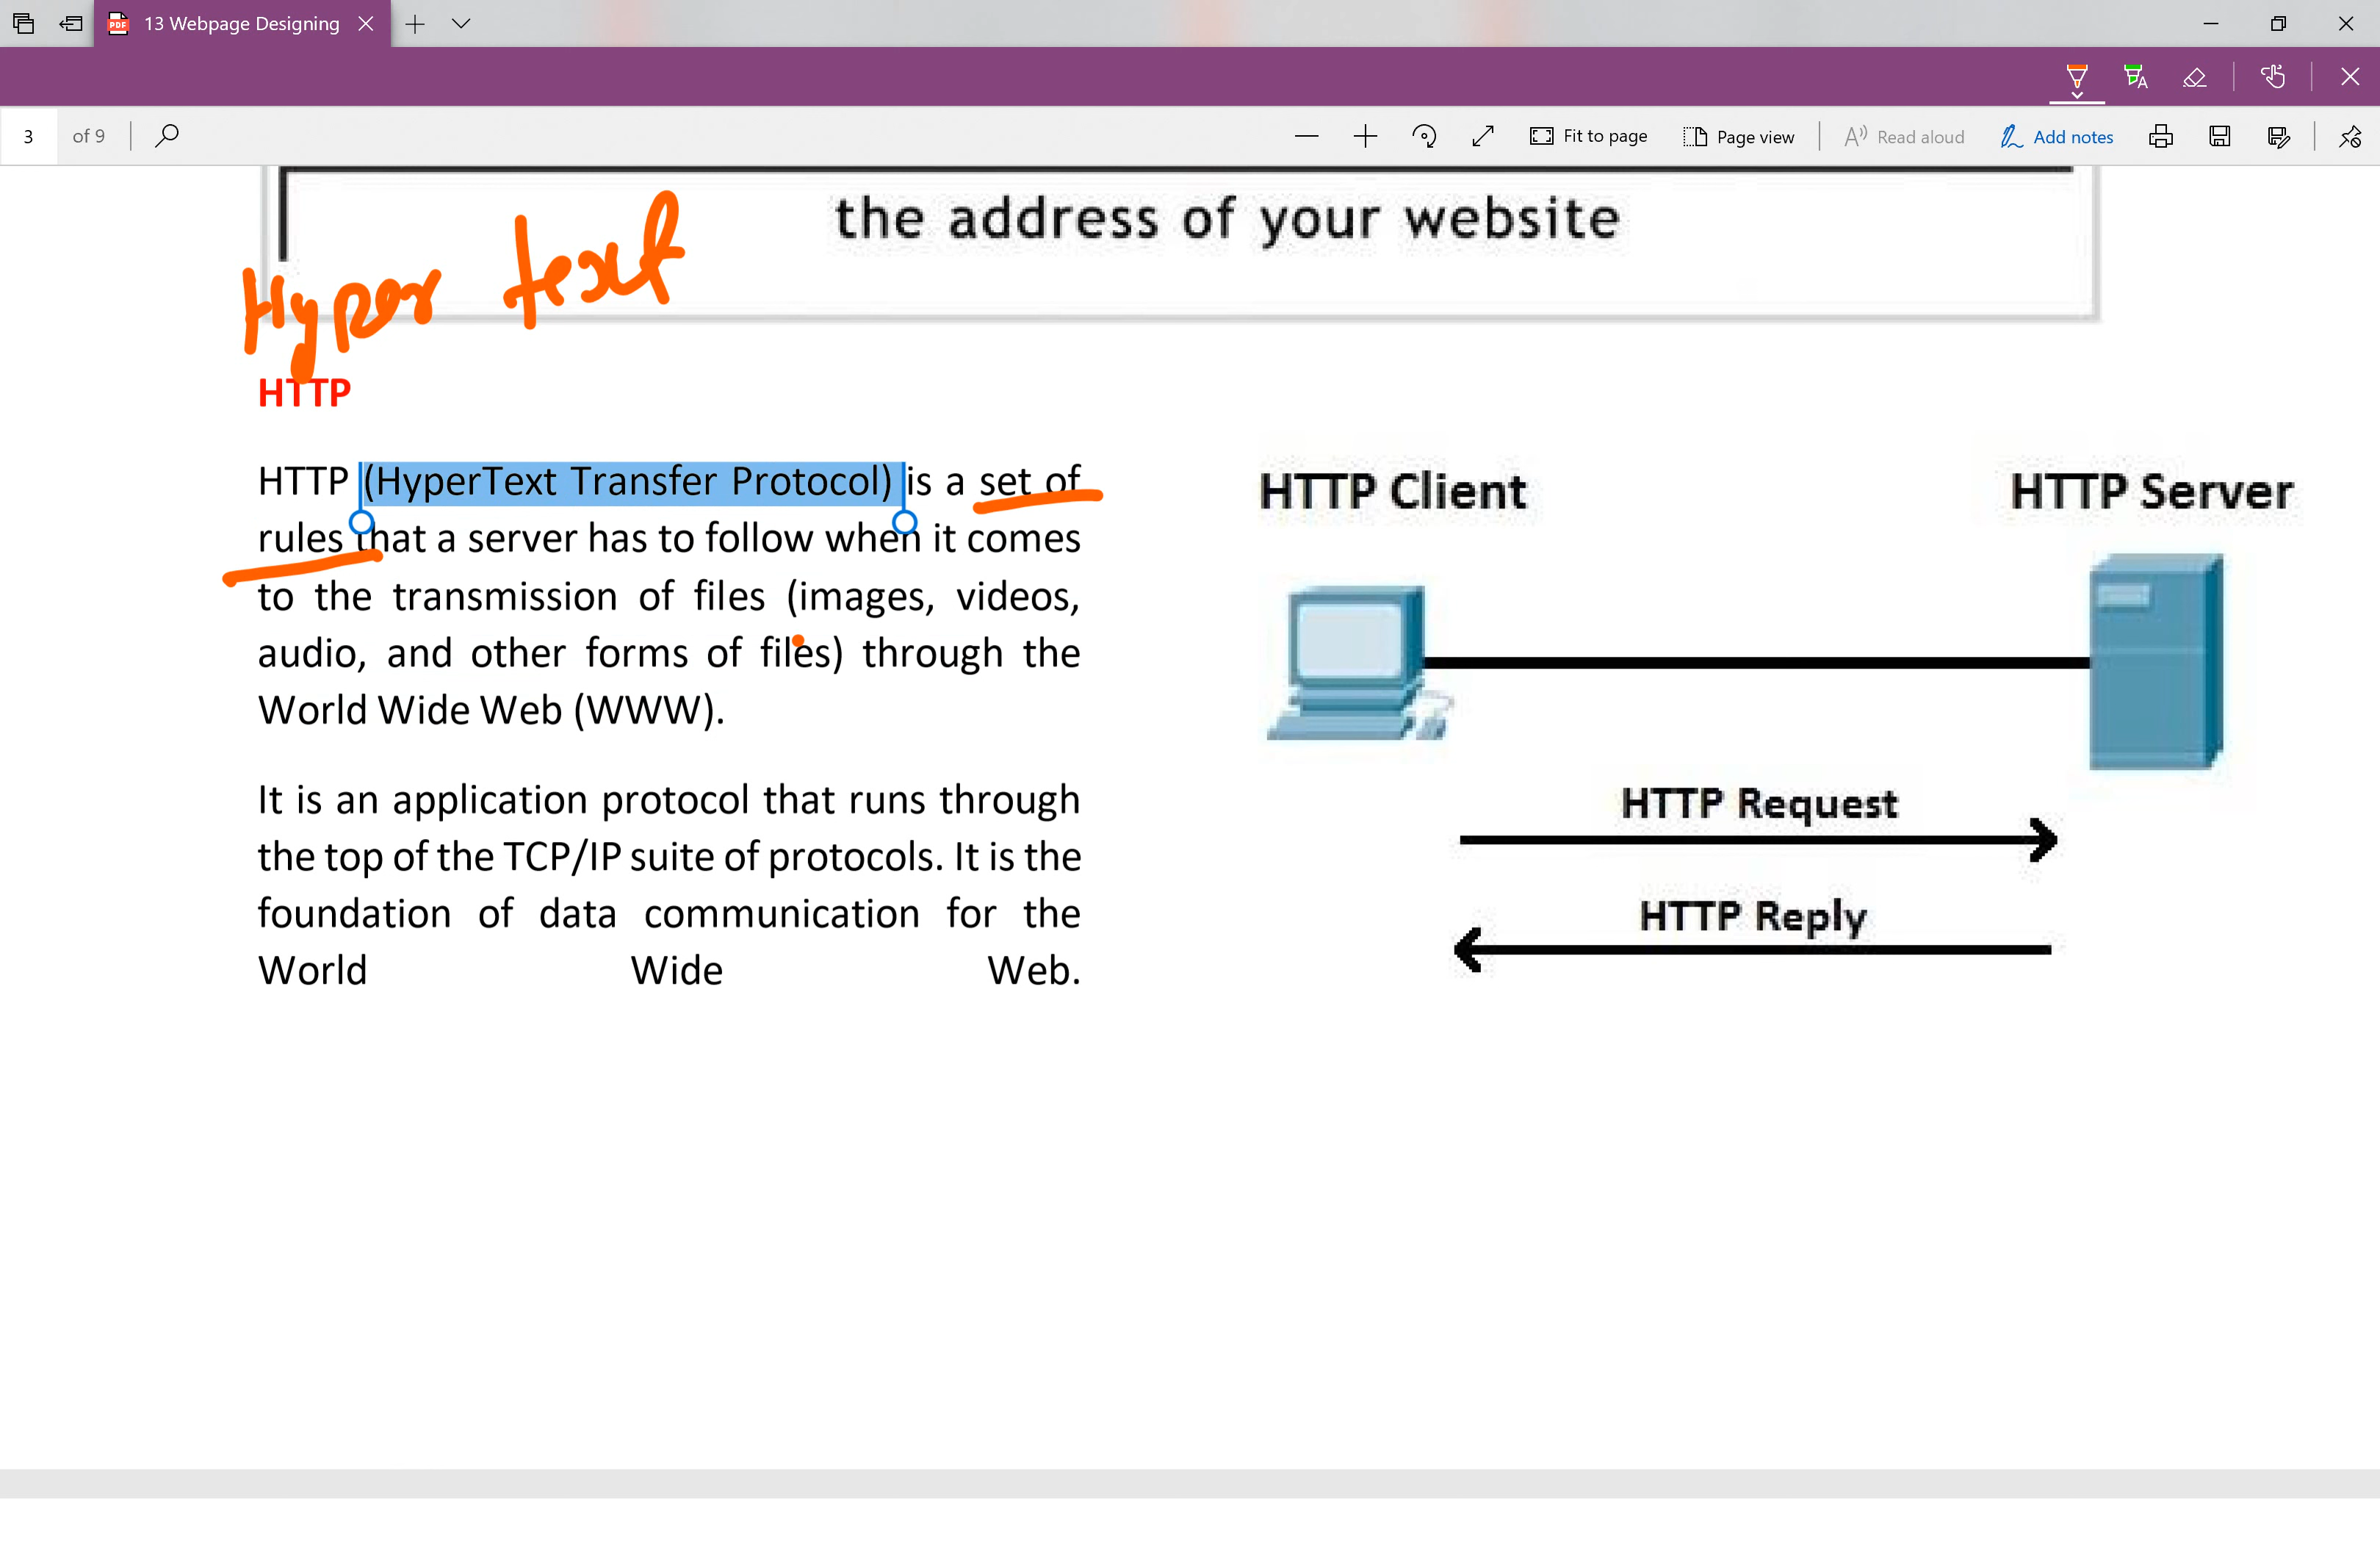 13 Webpage Designing
3 of 9
Fit to page
Page view
Read aloud
Add notes
the address of your website
Hyper text
HTTP
HTTP (HyperText Transfer Protocol) is a set of
rules that a server has to follow when it comes
to the transmission of files (images, videos,
audio, and other forms of files) through the
World Wide Web (WWW).
It is an application protocol that runs through
the top of the TCP/IP suite of protocols. It is the
foundation of data communication for the
World Wide Web.
HTTP Client
HTTP Server
HTTP Request
HTTP Reply